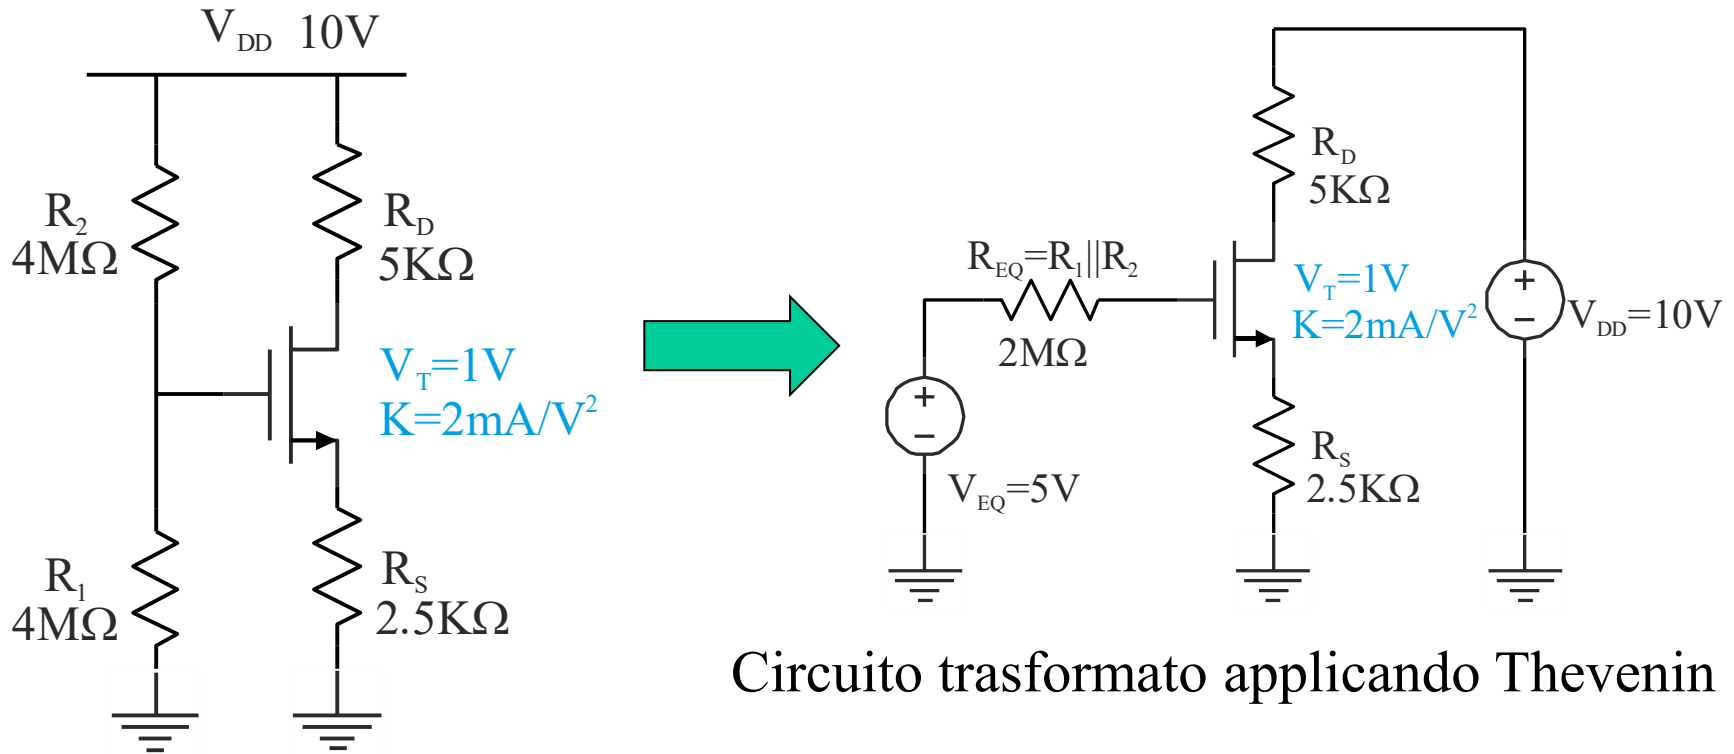 V_DD 10V
R_2
4MΩ
R_D
5KΩ
V_T=1V
K=2mA/V²
R_1
4MΩ
R_S
2.5KΩ
R_D
5KΩ
R_EQ=R_1||R_2
2MΩ
V_T=1V
K=2mA/V²
+
−
V_DD=10V
+
−
V_EQ=5V
R_S
2.5KΩ
Circuito trasformato applicando Thevenin